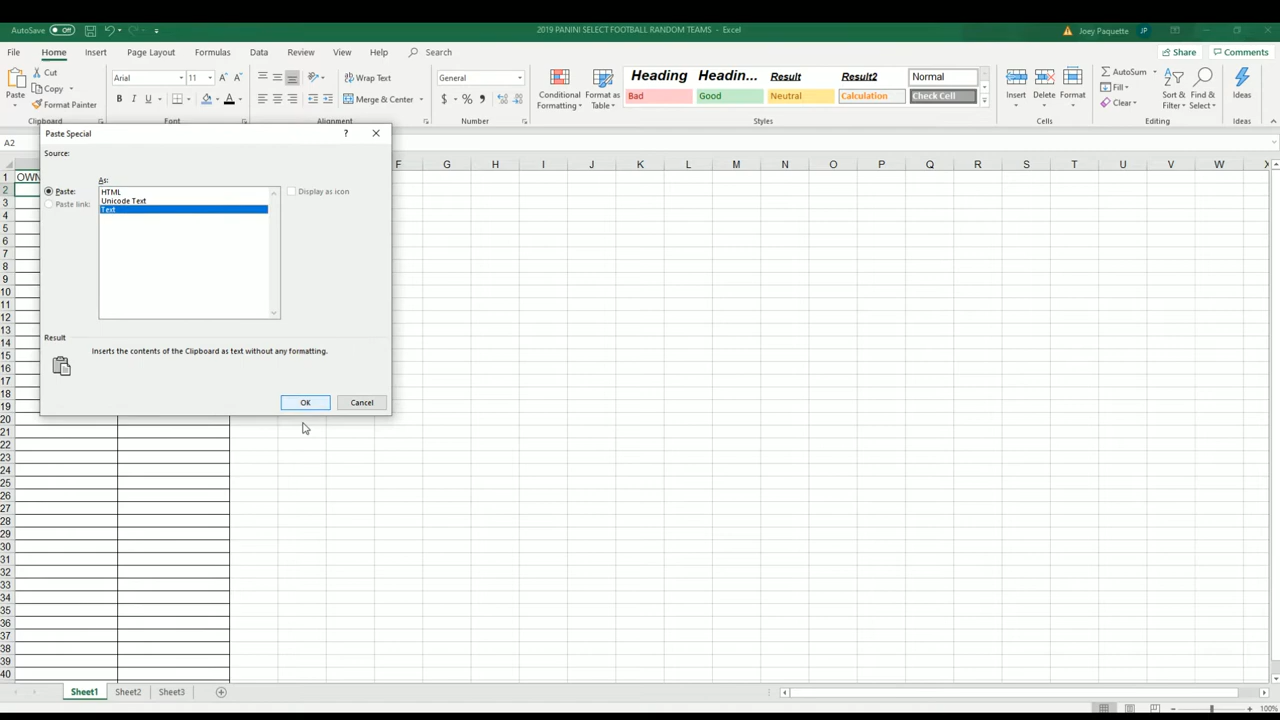 AutoSave Off
2019 PANINI SELECT FOOTBALL RANDOM TEAMS - Excel
Joey Paquette JP
File Home Insert Page Layout Formulas Data Review View Help Search
Share Comments
Paste
Cut
Copy
Format Painter
Clipboard
Arial 11
B I U
Font
Wrap Text
Merge & Center
Alignment
General
$ % ,
Number
Conditional Formatting
Format as Table
Heading Headin... Result Result2 Normal
Bad Good Neutral Calculation Check Cell
Styles
Insert Delete Format
Cells
AutoSum
Fill
Clear
Sort & Filter
Find & Select
Editing
Ideas
Ideas
A2
Paste Special ?
Source:
As:
Paste:
Paste link:
HTML
Unicode Text
Text
Display as icon
Result
Inserts the contents of the Clipboard as text without any formatting.
OK Cancel
F G H I J K L M N O P Q R S T U V W X
1 OWN
2
3
4
5
6
7
8
9
10
11
12
13
14
15
16
17
18
19
20
21
22
23
24
25
26
27
28
29
30
31
32
33
34
35
36
37
38
39
40
Sheet1 Sheet2 Sheet3
100%